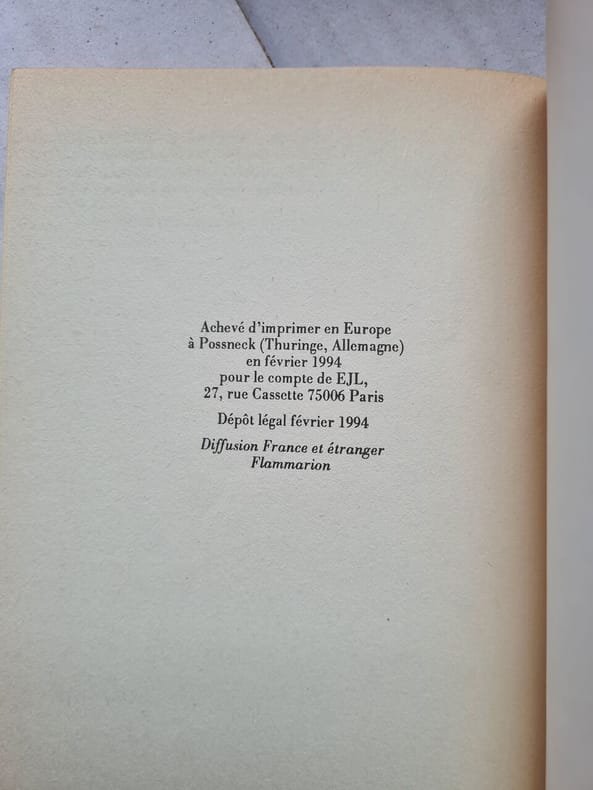 Achevé d'imprimer en Europe
à Possneck (Thuringe, Allemagne)
en février 1994
pour le compte de EJL,
27, rue Cassette 75006 Paris
Dépôt légal février 1994
Diffusion France et étranger
Flammarion